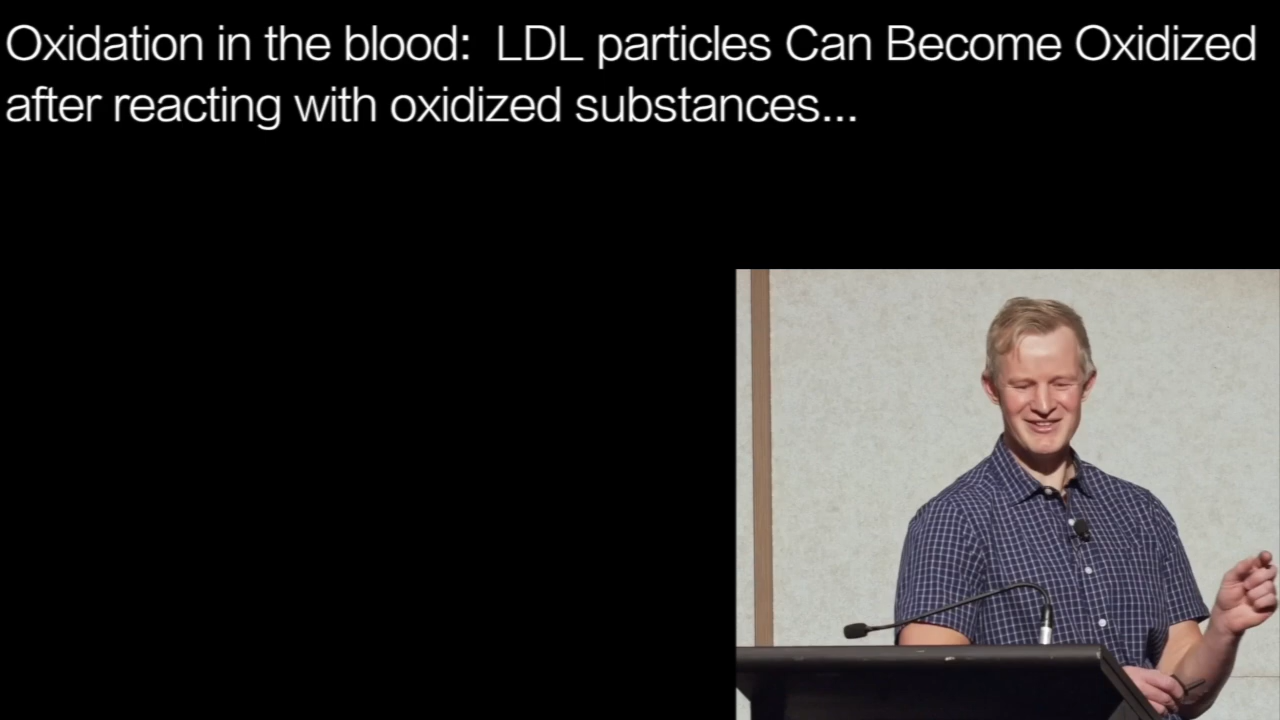 Oxidation in the blood:  LDL particles Can Become Oxidized
after reacting with oxidized substances...